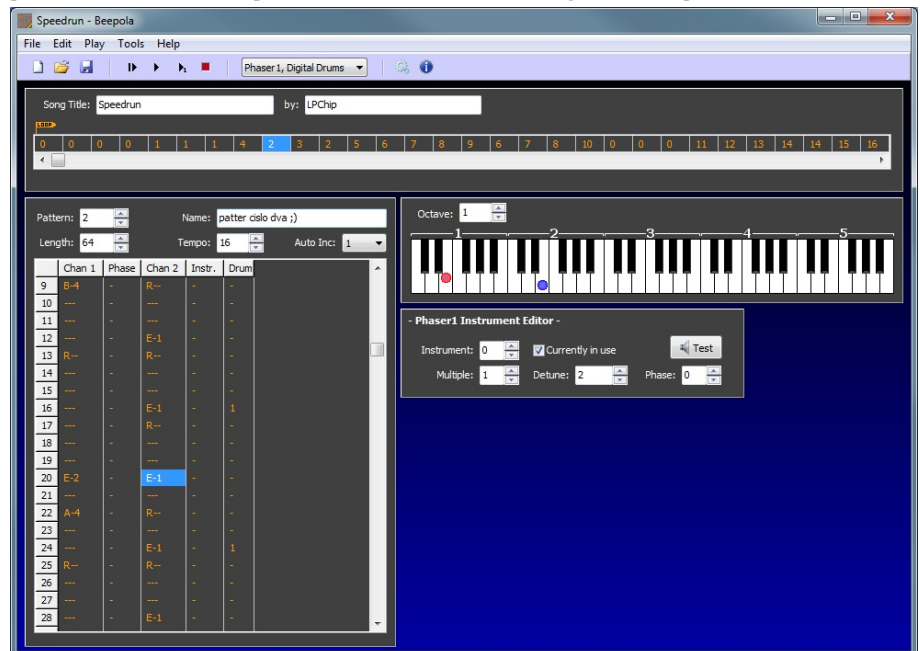 Speedrun - Beepola
File Edit Play Tools Help
Phaser1, Digital Drums
Song Title: Speedrun by: LPChip
LOOP
0 0 0 0 1 1 1 4 2 3 2 5 6 7 8 9 6 7 8 10 0 0 0 11 12 13 14 14 15 16
Pattern: 2 Name: patter cislo dva ;)
Length: 64 Tempo: 16 Auto Inc: 1
Chan 1 Phase Chan 2 Instr. Drum
9 B-4 - R-- - -
10 --- - --- - -
11 --- - --- - -
12 --- - E-1 - -
13 R-- - R-- - -
14 --- - --- - -
15 --- - --- - -
16 --- - E-1 - 1
17 --- - R-- - -
18 --- - --- - -
19 --- - --- - -
20 E-2 - E-1 - -
21 --- - --- - -
22 A-4 - R-- - -
23 --- - --- - -
24 --- - E-1 - 1
25 R-- - R-- - -
26 --- - --- - -
27 --- - --- - -
28 --- - E-1 - -
Octave: 1
1 2 3 4 5
- Phaser1 Instrument Editor -
Instrument: 0 Currently in use Test
Multiple: 1 Detune: 2 Phase: 0